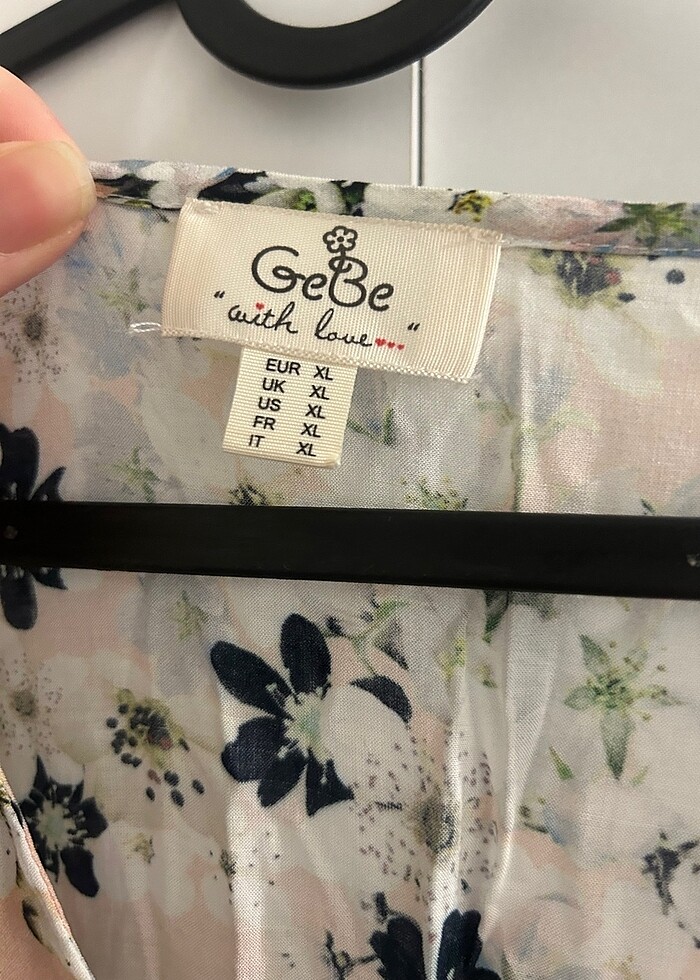 GeBe
"with love...“
EUR XL
UK XL
US XL
FR XL
IT XL